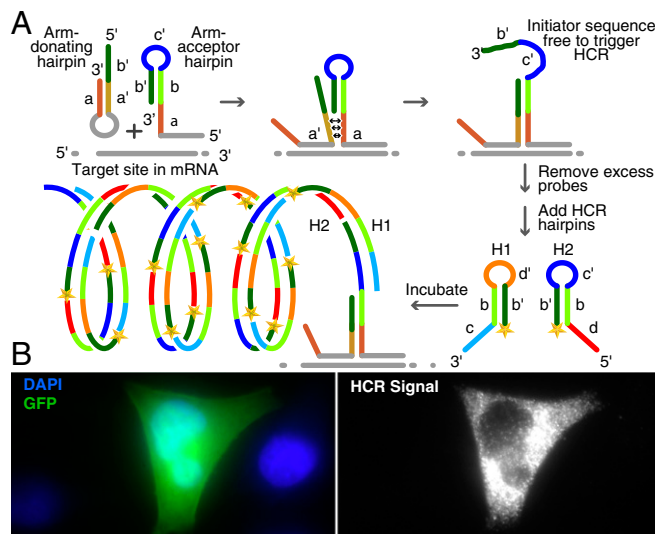 A
Arm-
donating
hairpin
5'
3'
b'
a
a'
+
c'
Arm-
acceptor
hairpin
b'
b
3'
a
5'
5'
3'
Target site in mRNA
a'
a
Initiator sequence
free to trigger
HCR
b'
3'
c'
Remove excess
probes
Add HCR
hairpins
H1
H2
d'
c'
b
b'
b'
b
c
d
3'
5'
Incubate
H2
H1
B
DAPI
GFP
HCR Signal